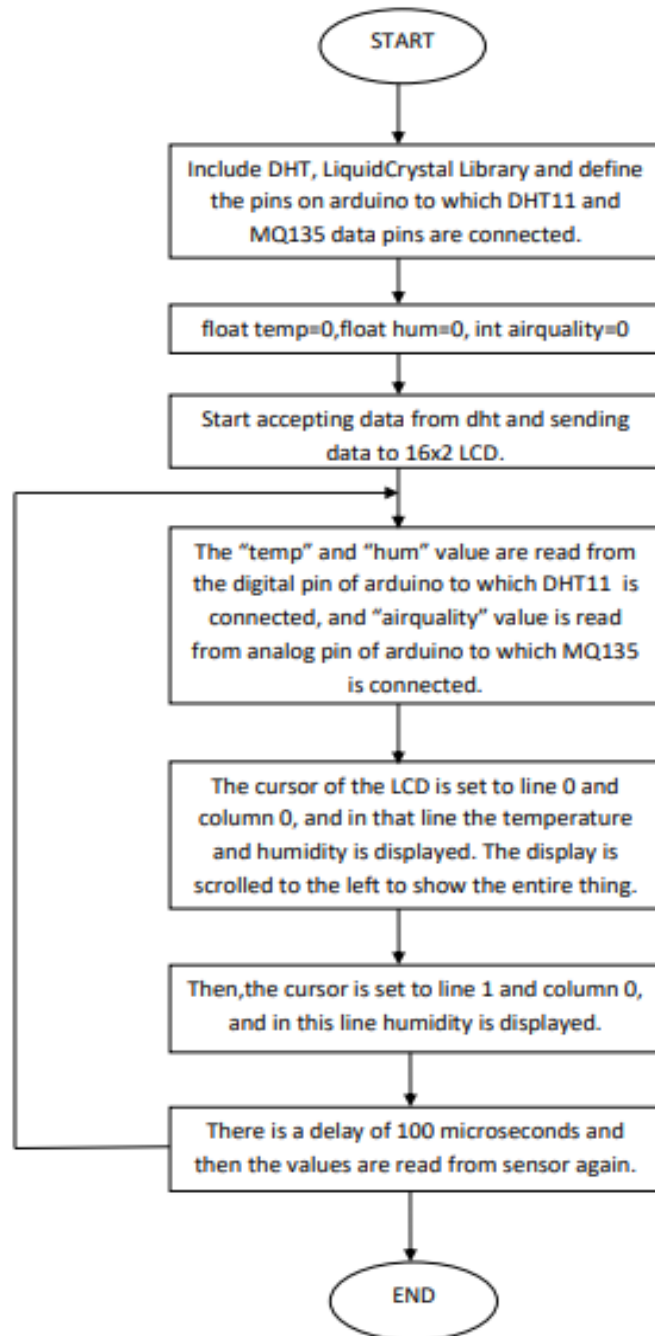 START
Include DHT, LiquidCrystal Library and define
the pins on arduino to which DHT11 and
MQ135 data pins are connected.
float temp=0,float hum=0, int airquality=0
Start accepting data from dht and sending
data to 16x2 LCD.
The “temp” and “hum” value are read from
the digital pin of arduino to which DHT11 is
connected, and “airquality” value is read
from analog pin of arduino to which MQ135
is connected.
The cursor of the LCD is set to line 0 and
column 0, and in that line the temperature
and humidity is displayed. The display is
scrolled to the left to show the entire thing.
Then,the cursor is set to line 1 and column 0,
and in this line humidity is displayed.
There is a delay of 100 microseconds and
then the values are read from sensor again.
END